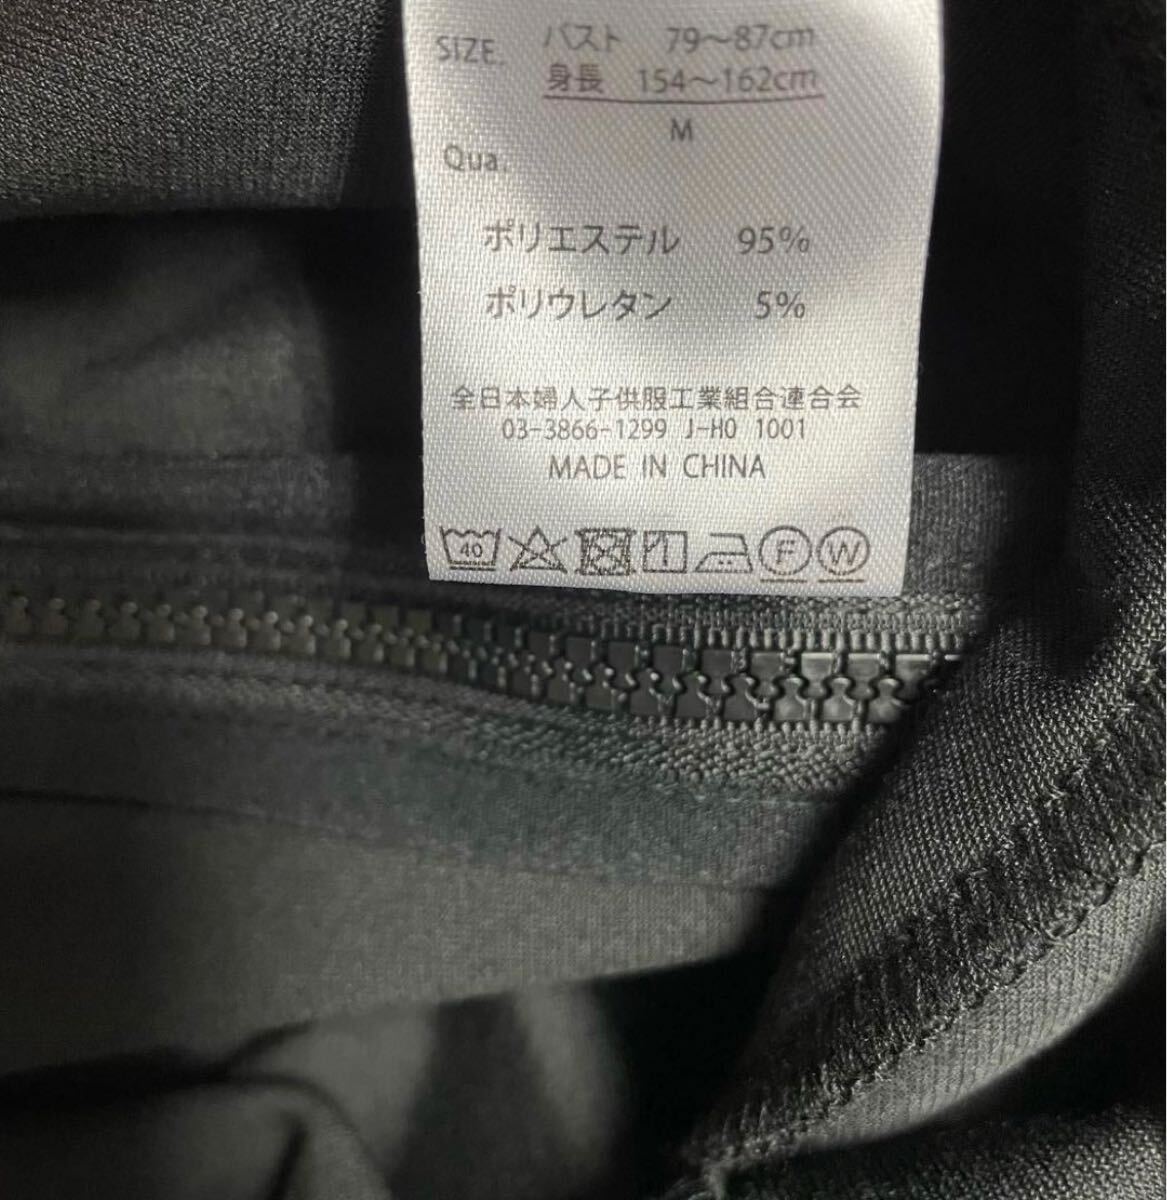 SIZE. バスト 79〜87cm
身長 154〜162cm
M
Qua.
ポリエステル 95%
ポリウレタン 5%
全日本婦人子供服工業組合連合会
03-3866-1299 J-HO 1001
MADE IN CHINA
40 F W